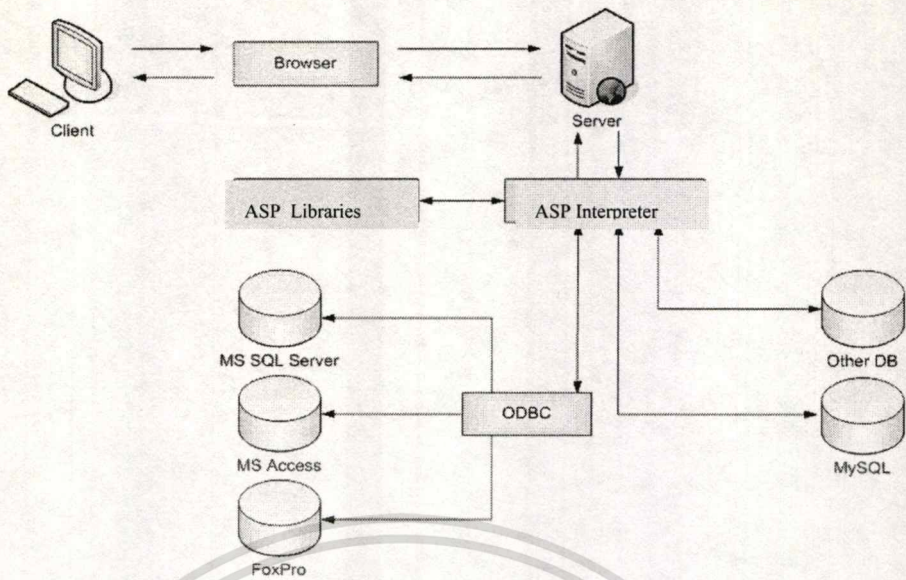 Browser
Client
Server
ASP Libraries
ASP Interpreter
MS SQL Server
Other DB
ODBC
MS Access
MySQL
FoxPro